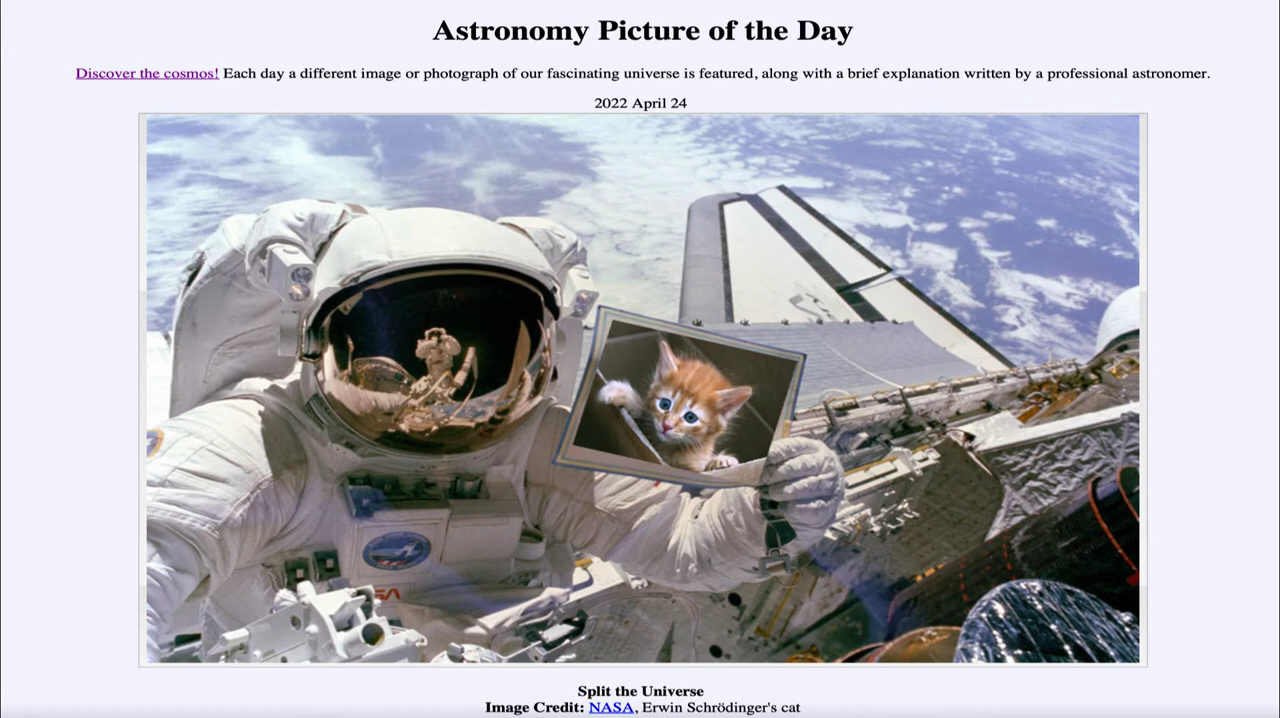 Astronomy Picture of the Day
Discover the cosmos! Each day a different image or photograph of our fascinating universe is featured, along with a brief explanation written by a professional astronomer.
2022 April 24
SA
Split the Universe
Image Credit: NASA, Erwin Schrödinger's cat